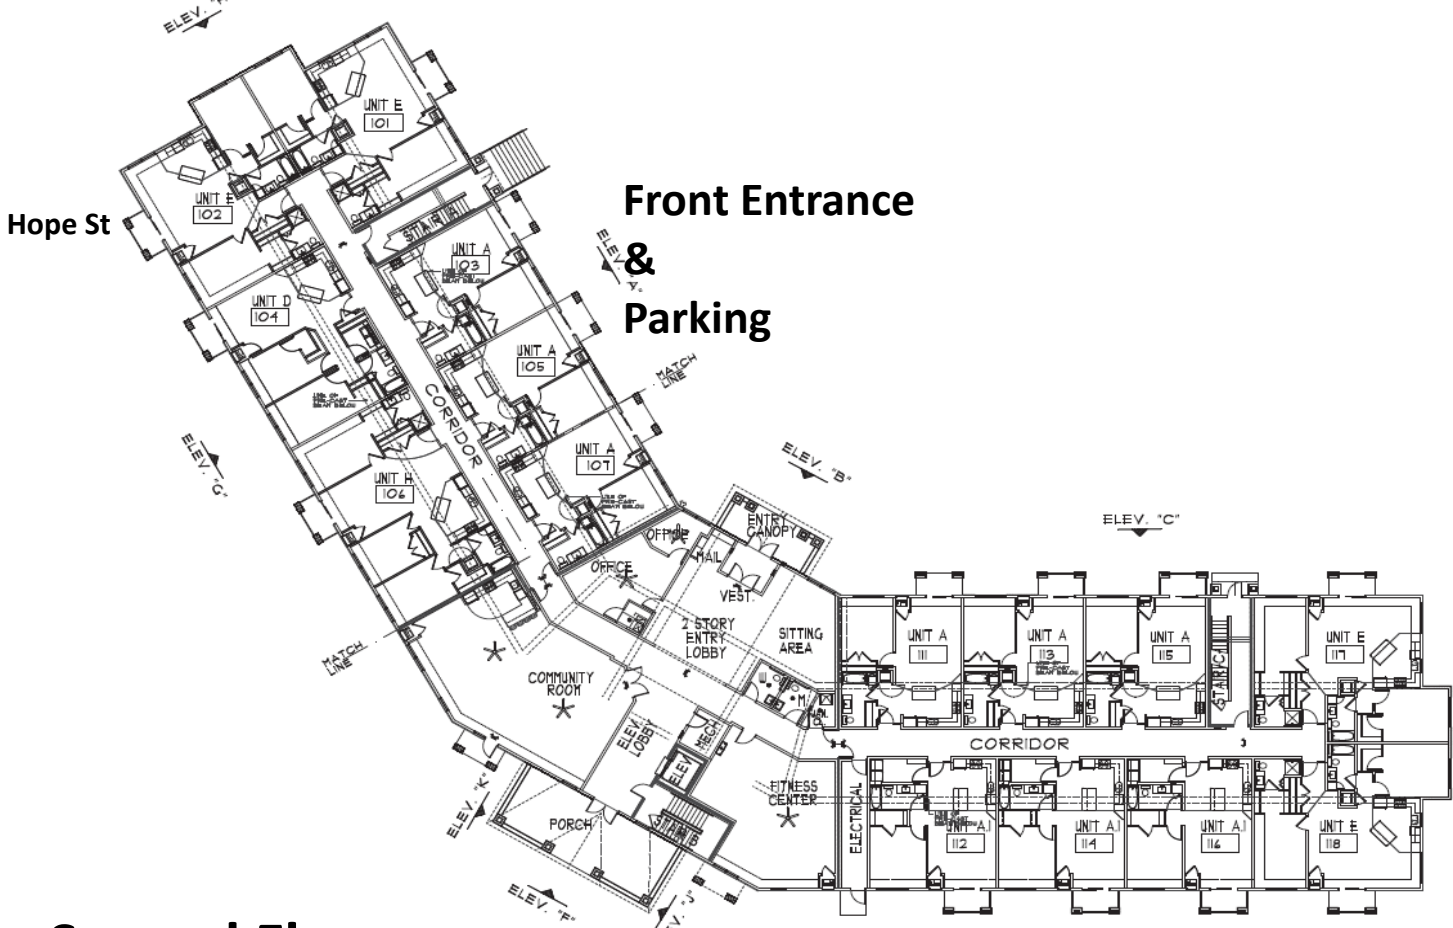 ELEV.
UNIT E
101
UNIT E
102
Hope St
Front Entrance
&
Parking
STAIR A
UNIT A
103
ELEV. "A"
UNIT D
104
UNIT A
105
MATCH
LINE
CORRIDOR
UNIT A
107
ELEV. "G"
UNIT H
106
ELEV. "B"
ELEV. "C"
ENTRY
CANOPY
OFFICE
MAIL
OFFICE
VEST.
2 STORY
ENTRY
LOBBY
SITTING
AREA
UNIT A
111
UNIT A
113
UNIT A
115
STAIR C
UNIT E
117
MATCH
LINE
COMMUNITY
ROOM
W
M
ELEV.
LOBBY
MECH
ELEV
CORRIDOR
FITNESS
CENTER
ELECTRICAL
ELEV. "K"
PORCH
STAIR B
UNIT A.1
112
UNIT A.1
114
UNIT A.1
116
UNIT E
118
ELEV. "F"
ELEV. "J"